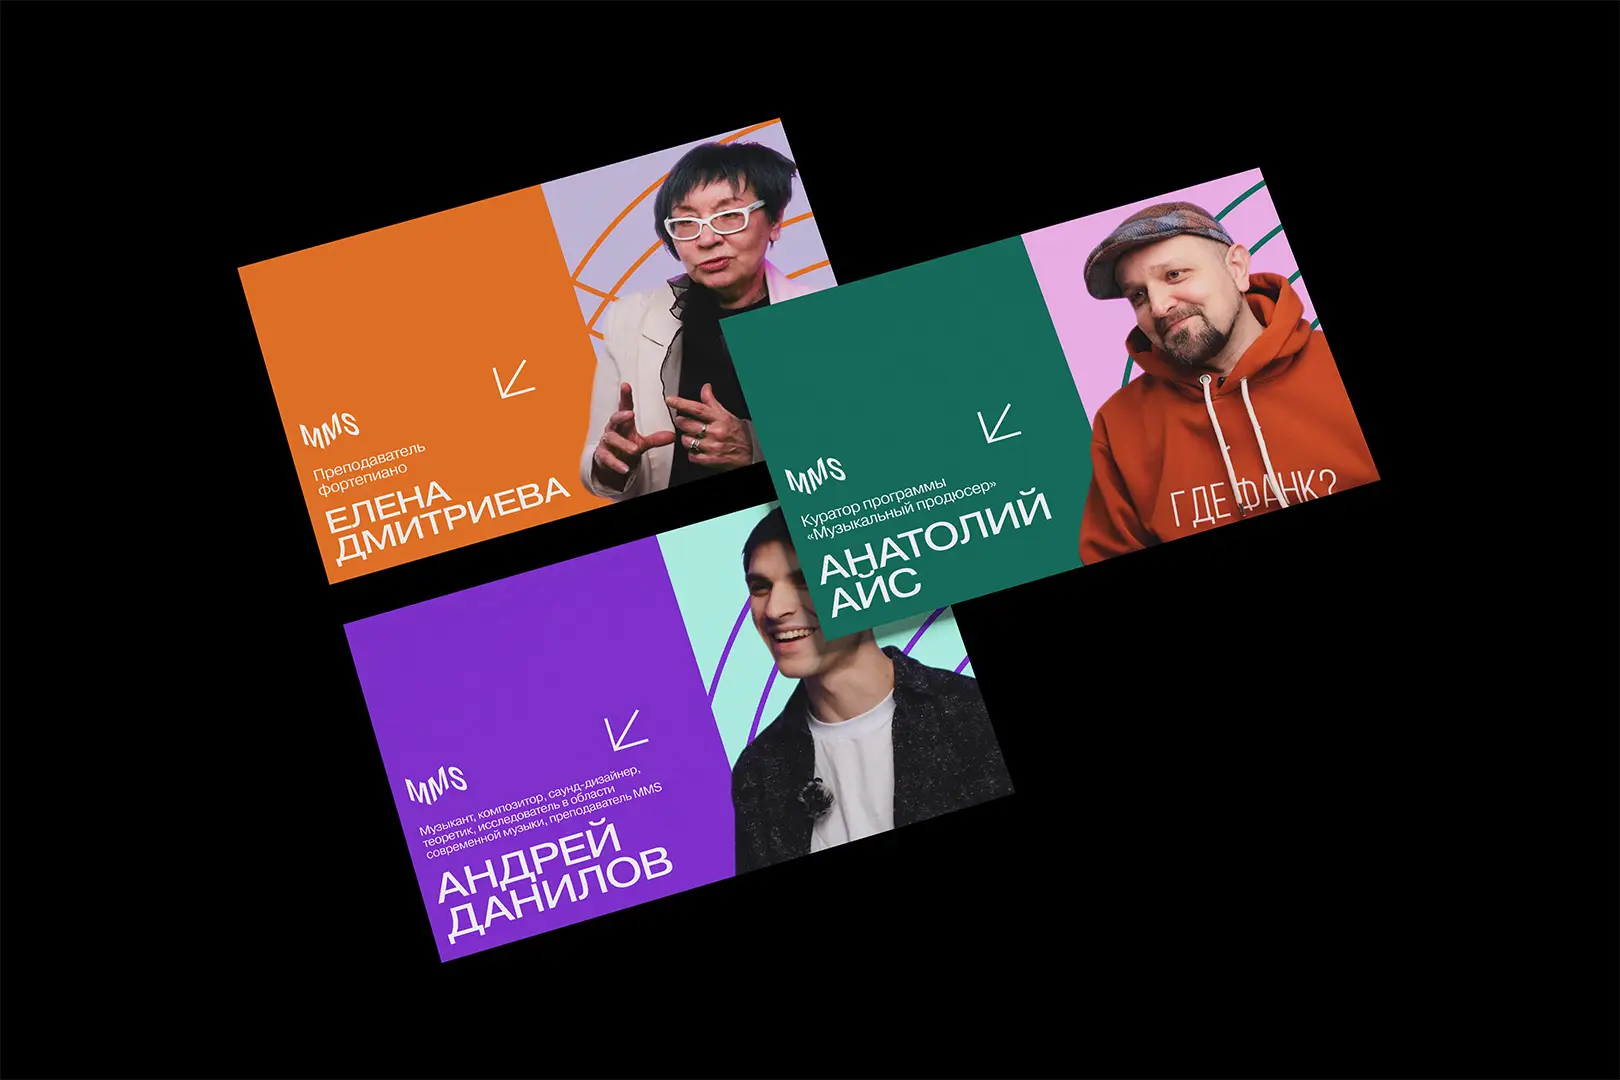 MMS
Преподаватель
фортепиано
ЕЛЕНА
ДМИТРИЕВА
MMS
Куратор программы
«Музыкальный продюсер»
АНАТОЛИЙ
АЙС
ГДЕ ФАНК?
MMS
Музыкант, композитор, саунд-дизайнер,
теоретик, исследователь в области
современной музыки, преподаватель MMS
АНДРЕЙ
ДАНИЛОВ